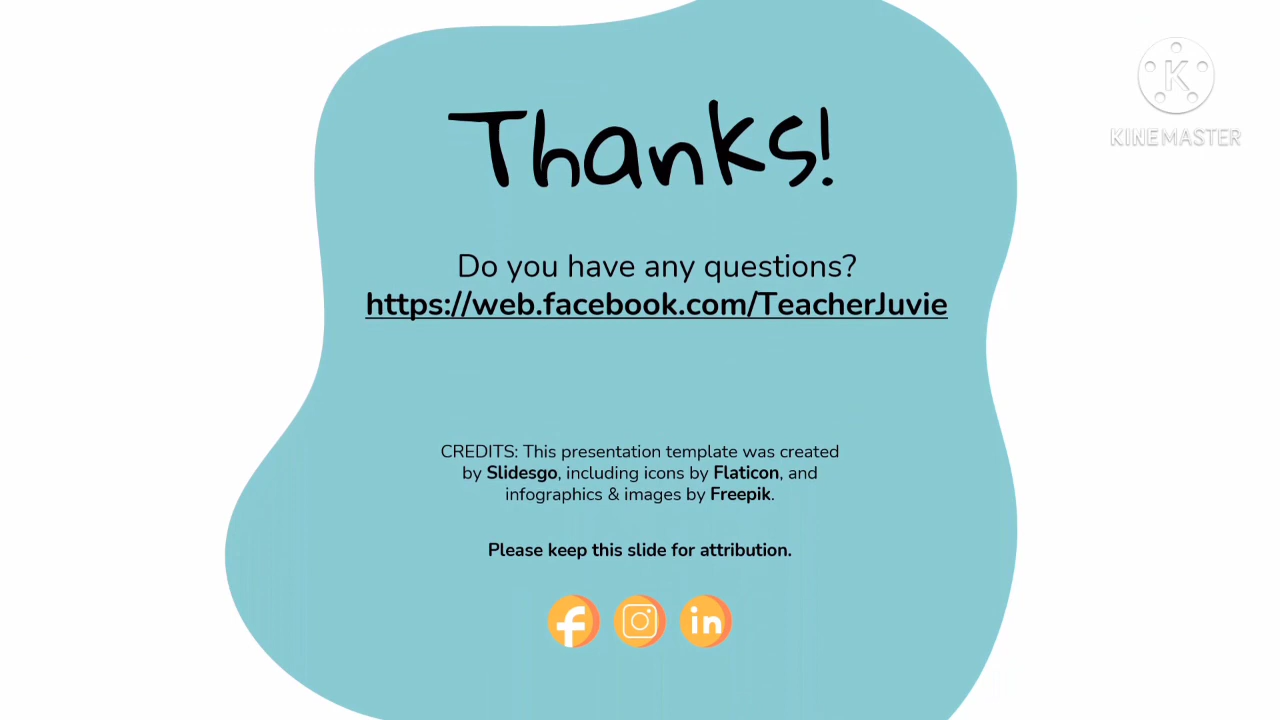 K
KINEMASTER
Thanks!
Do you have any questions?
https://web.facebook.com/TeacherJuvie
CREDITS: This presentation template was created
by Slidesgo, including icons by Flaticon, and
infographics & images by Freepik.
Please keep this slide for attribution.
f
in